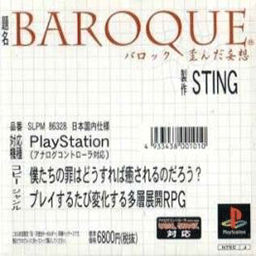 題名
BAROQUE®
バロック 歪んだ妄想
製作 STING
品番 SLPM 86328 日本国内仕様
対応機種 PlayStation
(アナログコントローラ対応)
4 933438 001010
コピー 僕たちの罪はどうすれば癒されるのだろう?
ジャンル プレイするたび変化する多層展開RPG
価格 6800円(税抜)
対応
PlayStation
NTSC J